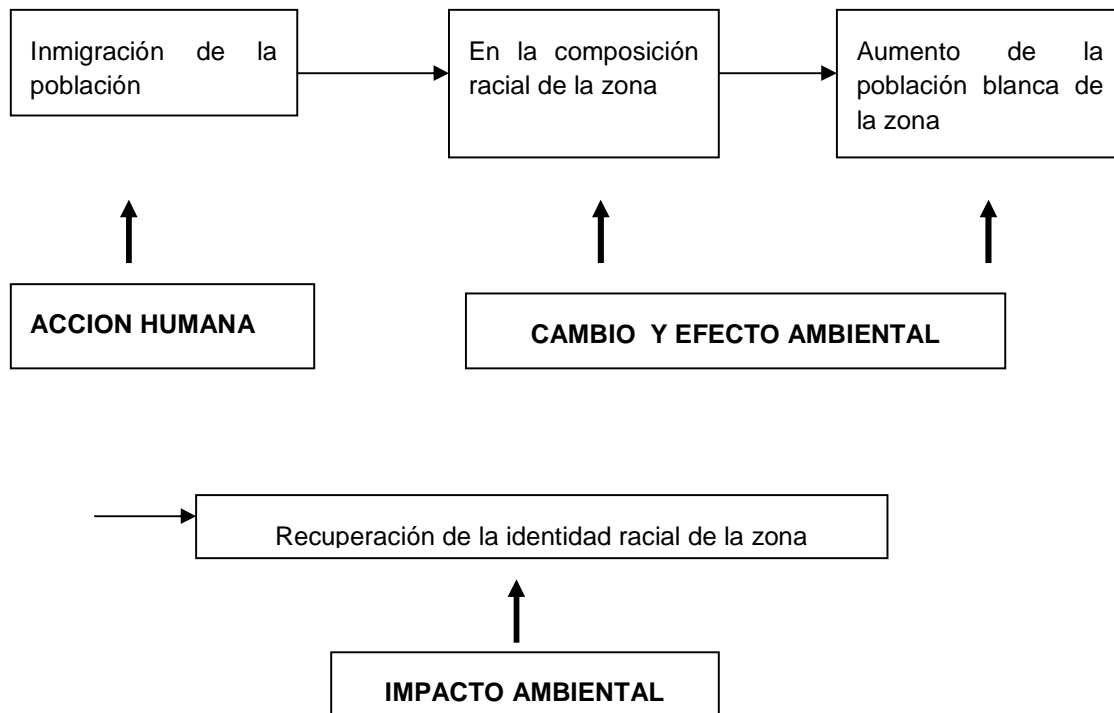 Inmigración de la
población
En la composición
racial de la zona
Aumento de la
población blanca de
la zona
ACCION HUMANA
CAMBIO Y EFECTO AMBIENTAL
Recuperación de la identidad racial de la zona
IMPACTO AMBIENTAL